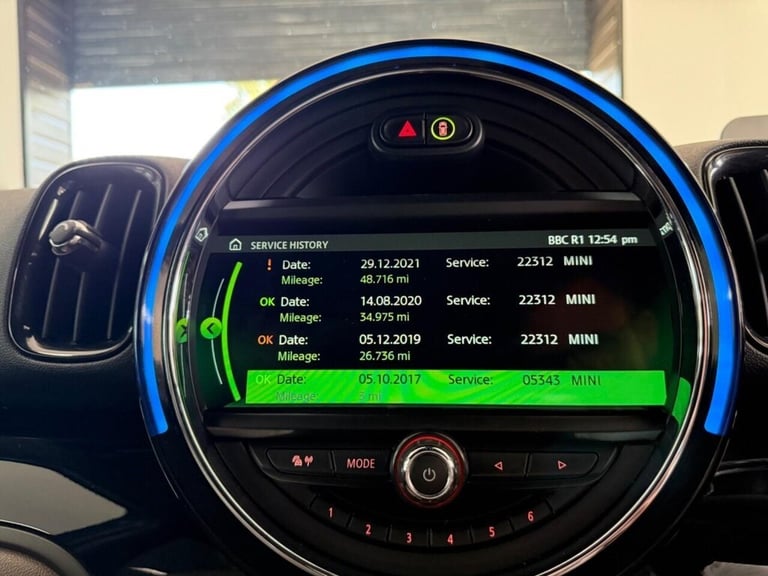 SERVICE HISTORY BBC R1 12:54 pm
! Date: 29.12.2021 Service: 22312 MINI
Mileage: 48.716 mi
OK Date: 14.08.2020 Service: 22312 MINI
Mileage: 34.975 mi
OK Date: 05.12.2019 Service: 22312 MINI
Mileage: 26.736 mi
OK Date: 05.10.2017 Service: 05343 MINI
Mileage: 3 mi
MODE
1 2 3 4 5 6